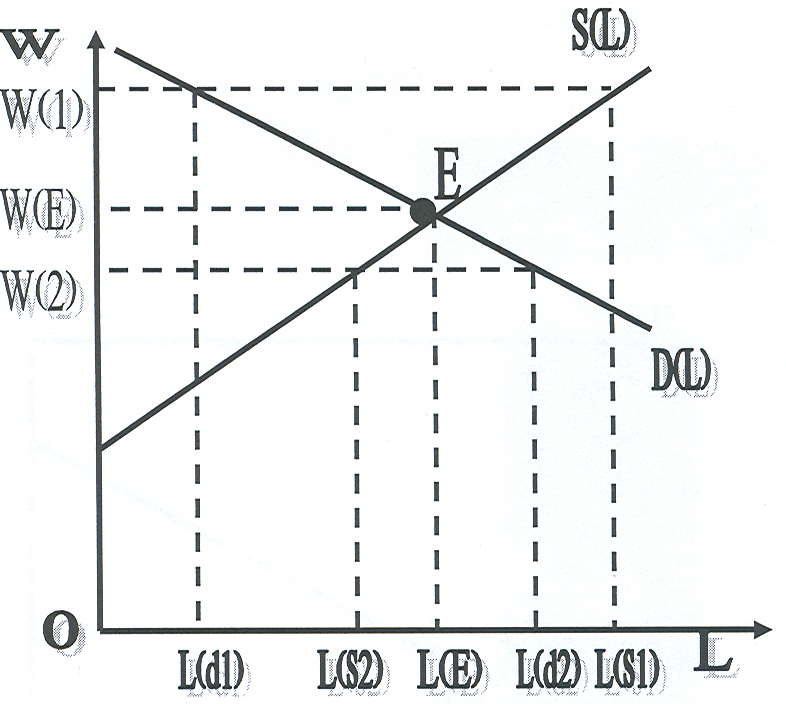 S(L)
W
W(1)
E
W(E)
W(2)
D(L)
O
L(d1) L(S2) L(E) L(d2) L(S1) L